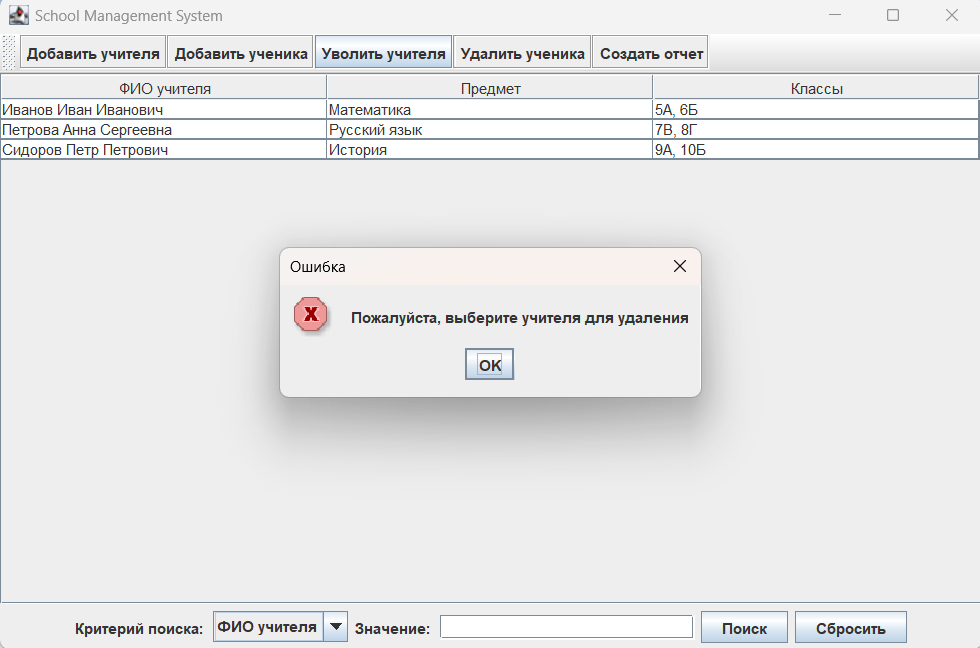 School Management System
Добавить учителя Добавить ученика Уволить учителя Удалить ученика Создать отчет
ФИО учителя Предмет Классы
Иванов Иван Иванович Математика 5А, 6Б
Петрова Анна Сергеевна Русский язык 7В, 8Г
Сидоров Петр Петрович История 9А, 10Б
Ошибка
X
Пожалуйста, выберите учителя для удаления
OK
Критерий поиска: ФИО учителя Значение: Поиск Сбросить